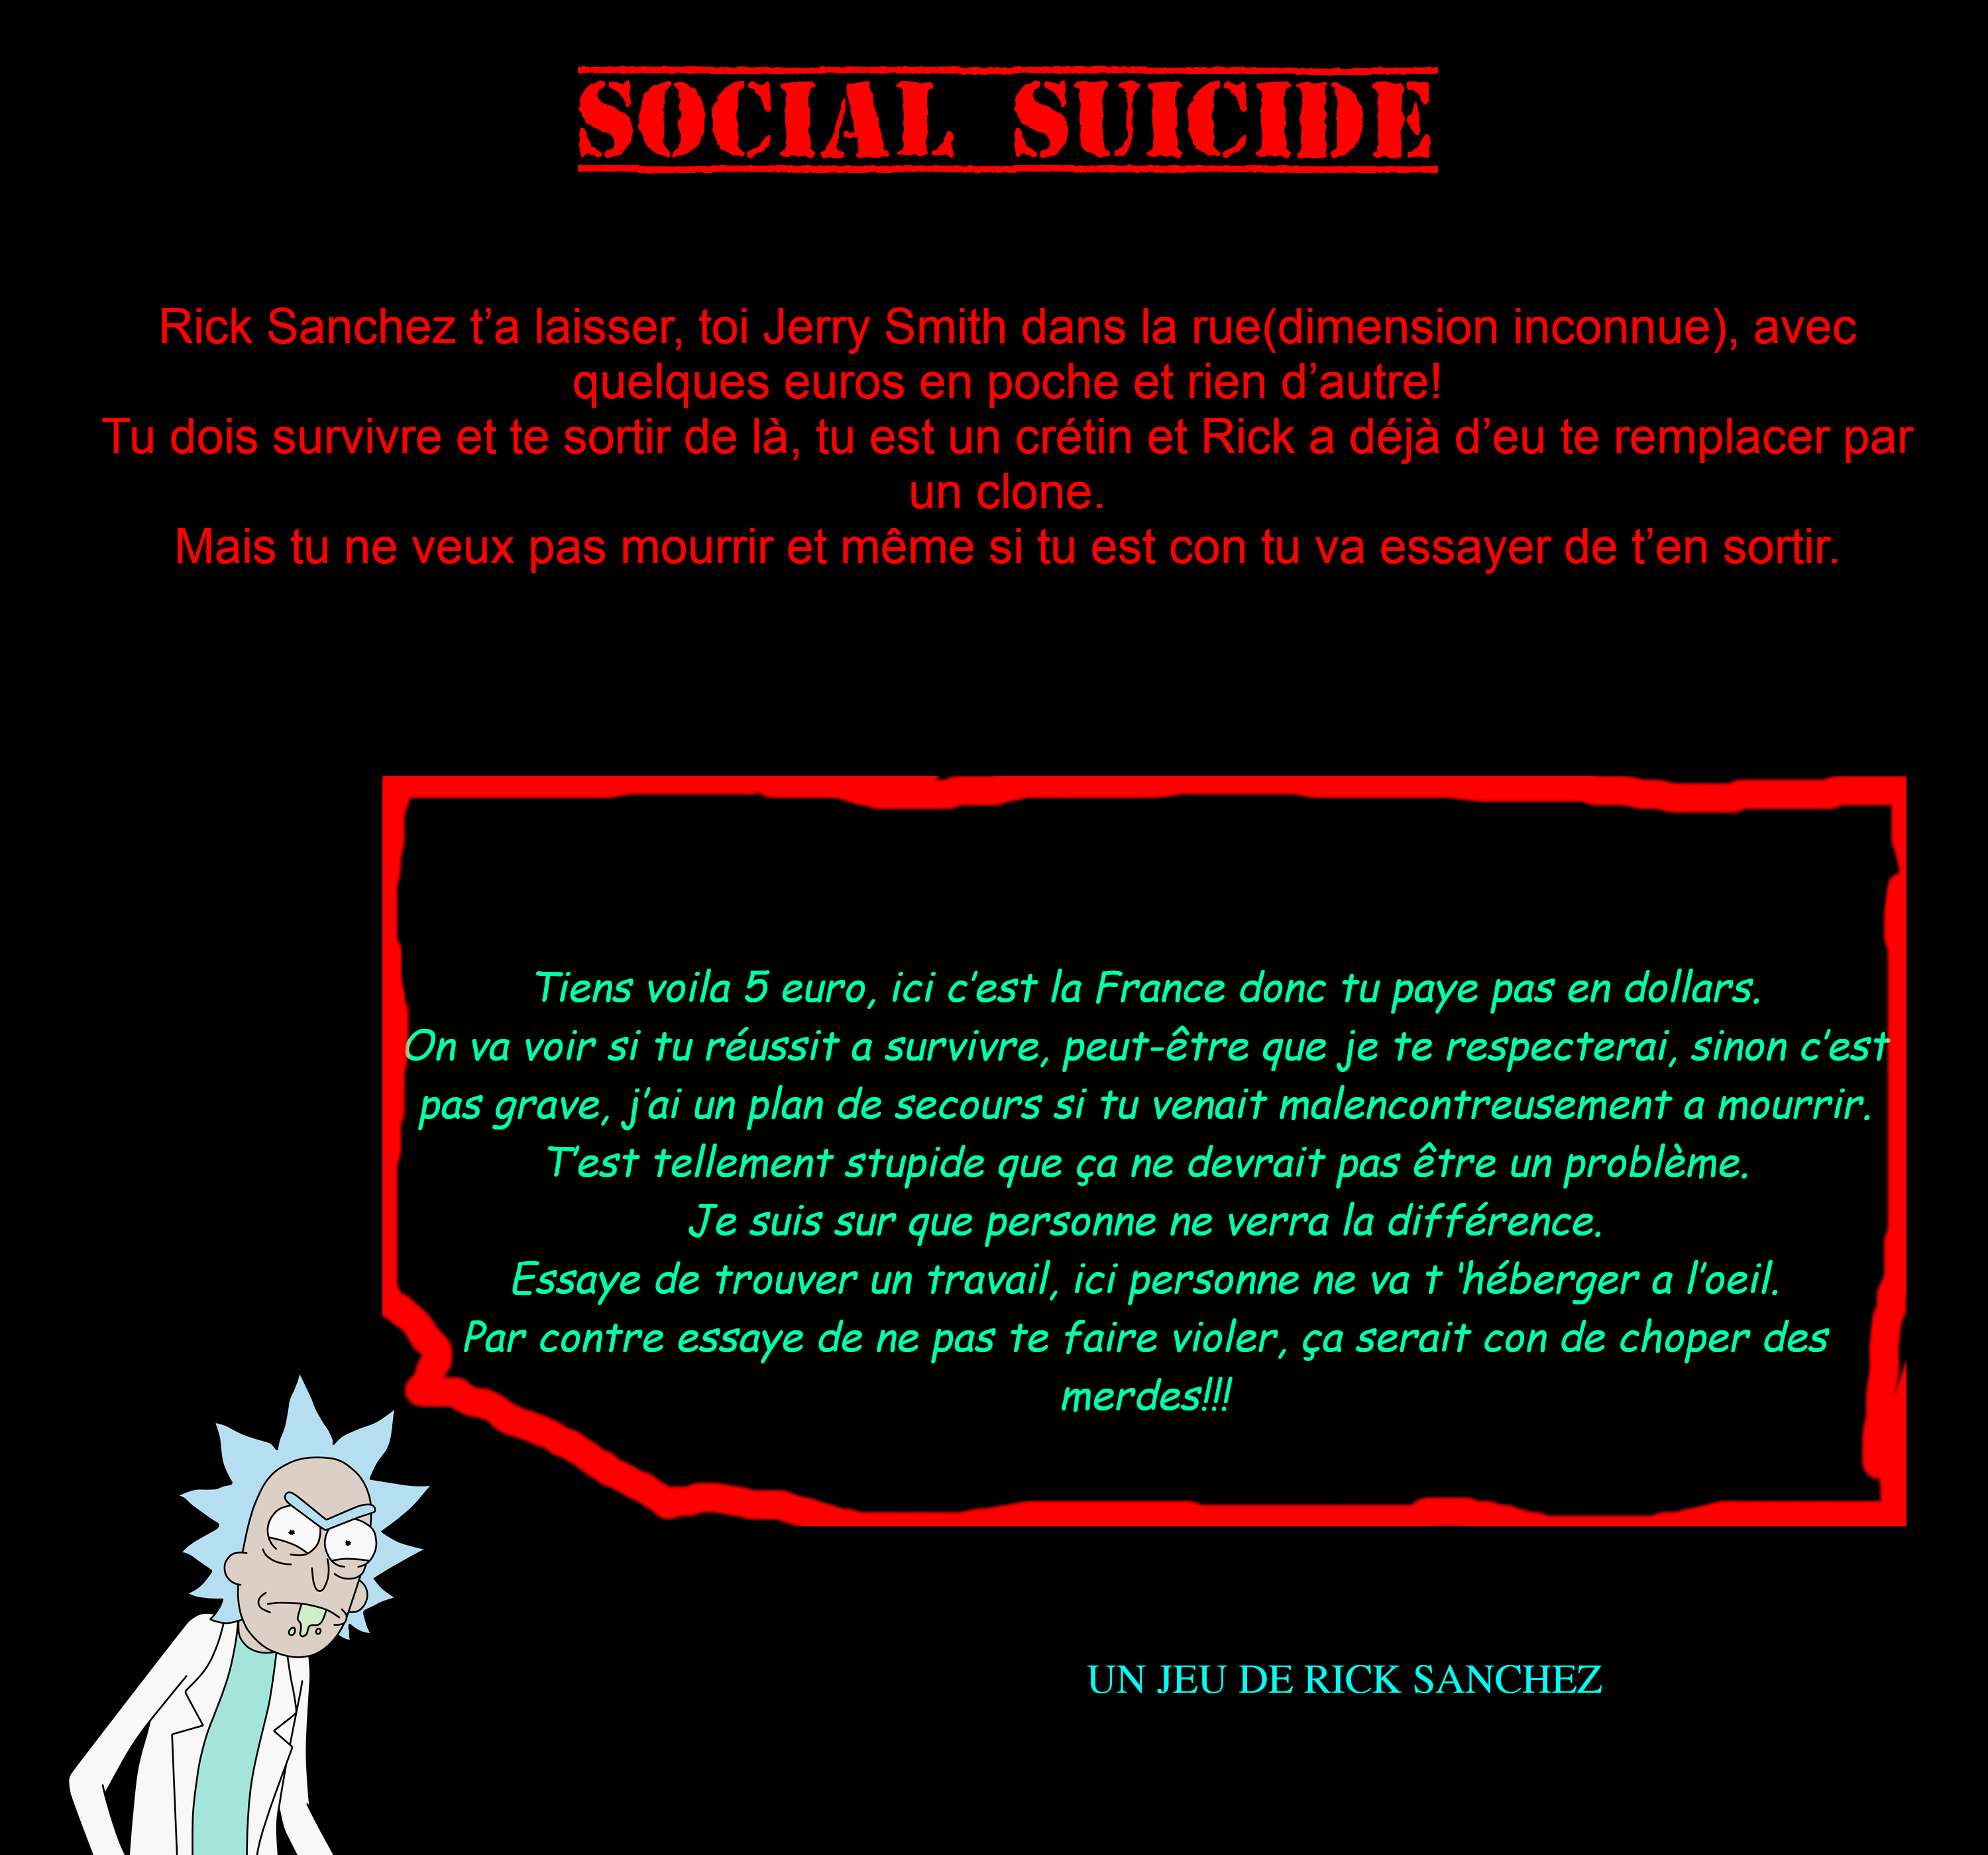 SOCIAL SUICIDE
Rick Sanchez t’a laisser, toi Jerry Smith dans la rue(dimension inconnue), avec
quelques euros en poche et rien d’autre!
Tu dois survivre et te sortir de là, tu est un crétin et Rick a déjà d’eu te remplacer par
un clone.
Mais tu ne veux pas mourrir et même si tu est con tu va essayer de t’en sortir.
Tiens voila 5 euro, ici c’est la France donc tu paye pas en dollars.
On va voir si tu réussit a survivre, peut-être que je te respecterai, sinon c’est
pas grave, j’ai un plan de secours si tu venait malencontreusement a mourrir.
T’est tellement stupide que ça ne devrait pas être un problème.
Je suis sur que personne ne verra la différence.
Essaye de trouver un travail, ici personne ne va t 'héberger a l’oeil.
Par contre essaye de ne pas te faire violer, ça serait con de choper des
merdes!!!
UN JEU DE RICK SANCHEZ